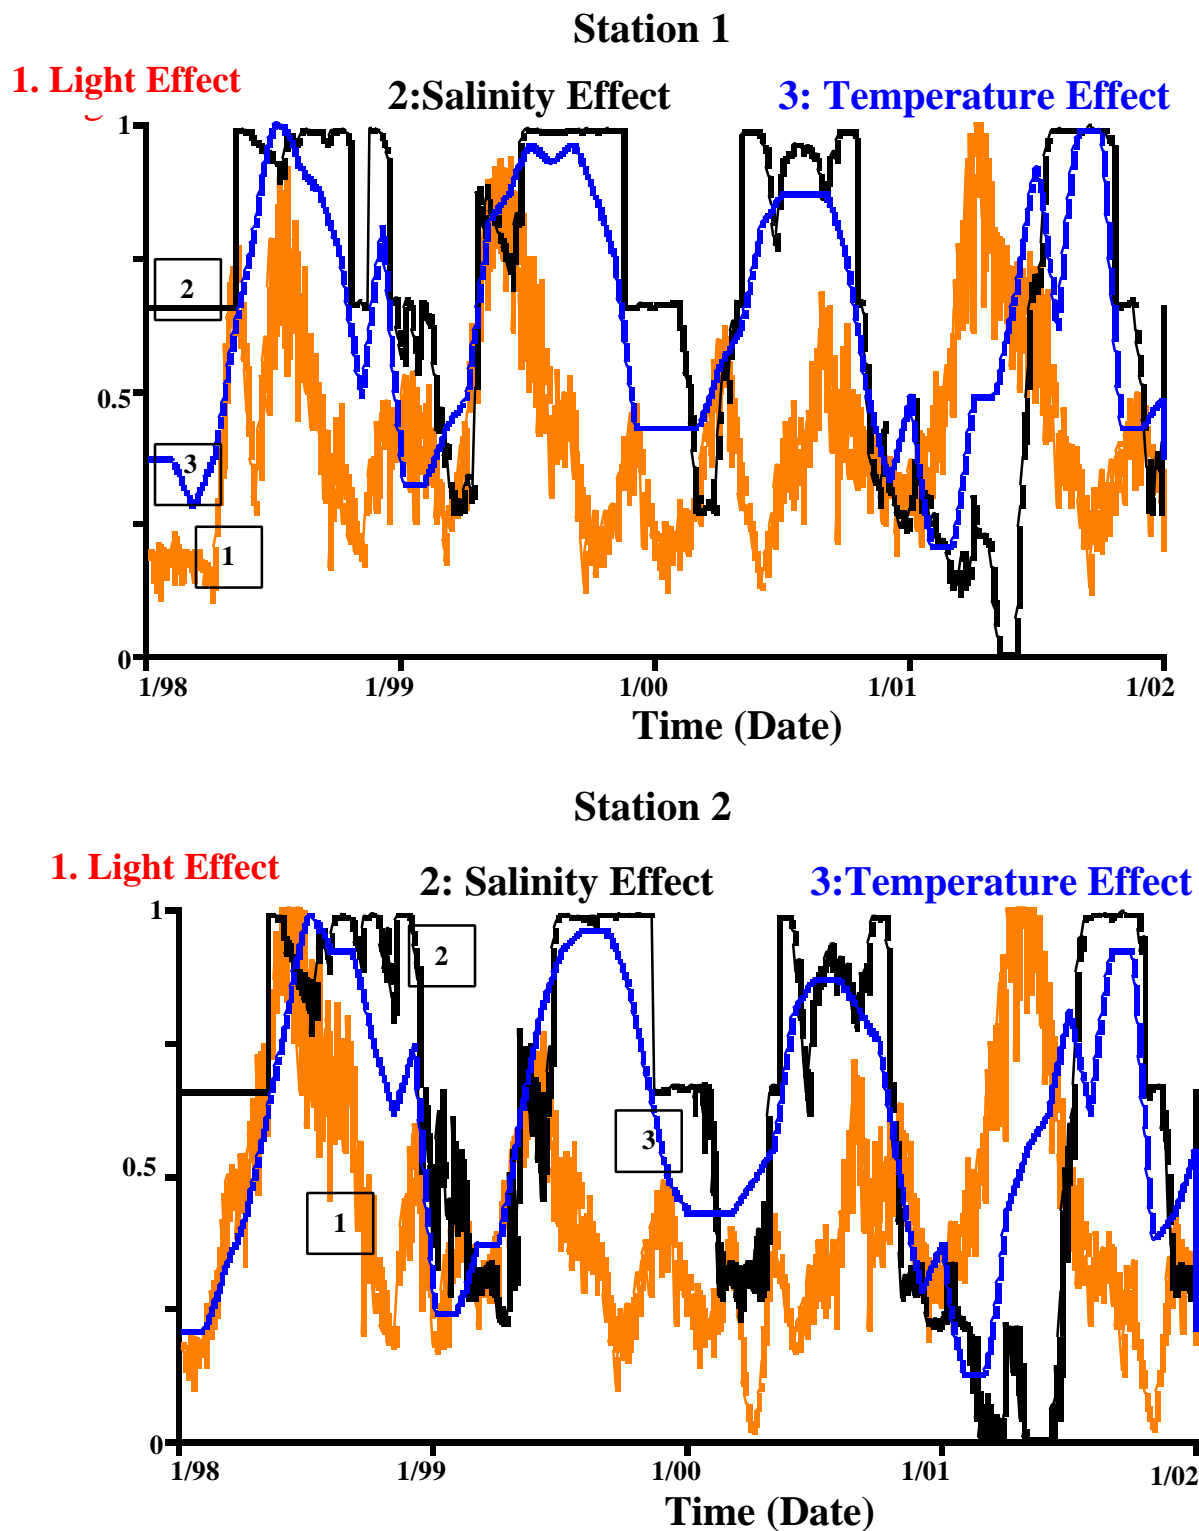 Station 1
1. Light Effect
2:Salinity Effect
3: Temperature Effect
1
2
0.5
3
1
0
1/98
1/99
1/00
1/01
1/02
Time (Date)
Station 2
1. Light Effect
2: Salinity Effect
3:Temperature Effect
1
2
3
0.5
1
0
1/98
1/99
1/00
1/01
1/02
Time (Date)